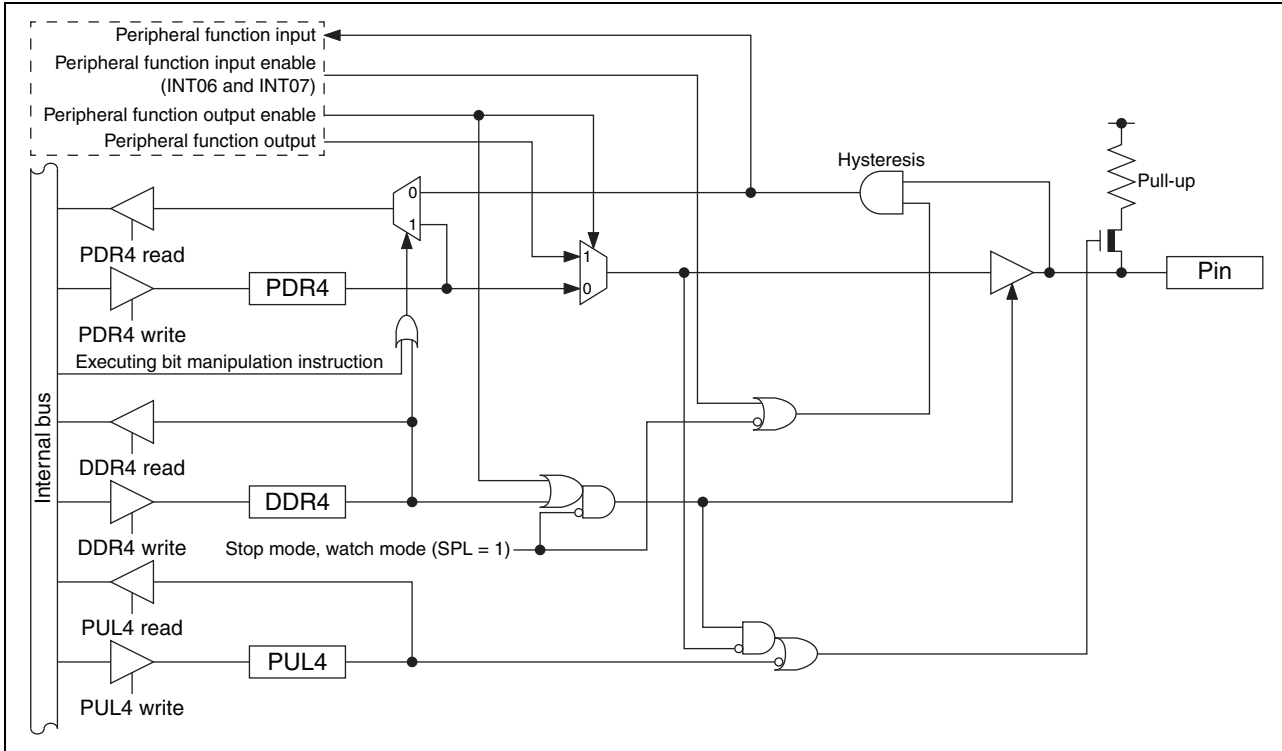 Peripheral function input
Peripheral function input enable
(INT06 and INT07)
Peripheral function output enable
Peripheral function output
Hysteresis
Pull-up
0
1
PDR4 read
1
0
Pin
PDR4
PDR4 write
Executing bit manipulation instruction
Internal bus
DDR4 read
DDR4
DDR4 write
Stop mode, watch mode (SPL = 1)
PUL4 read
PUL4
PUL4 write